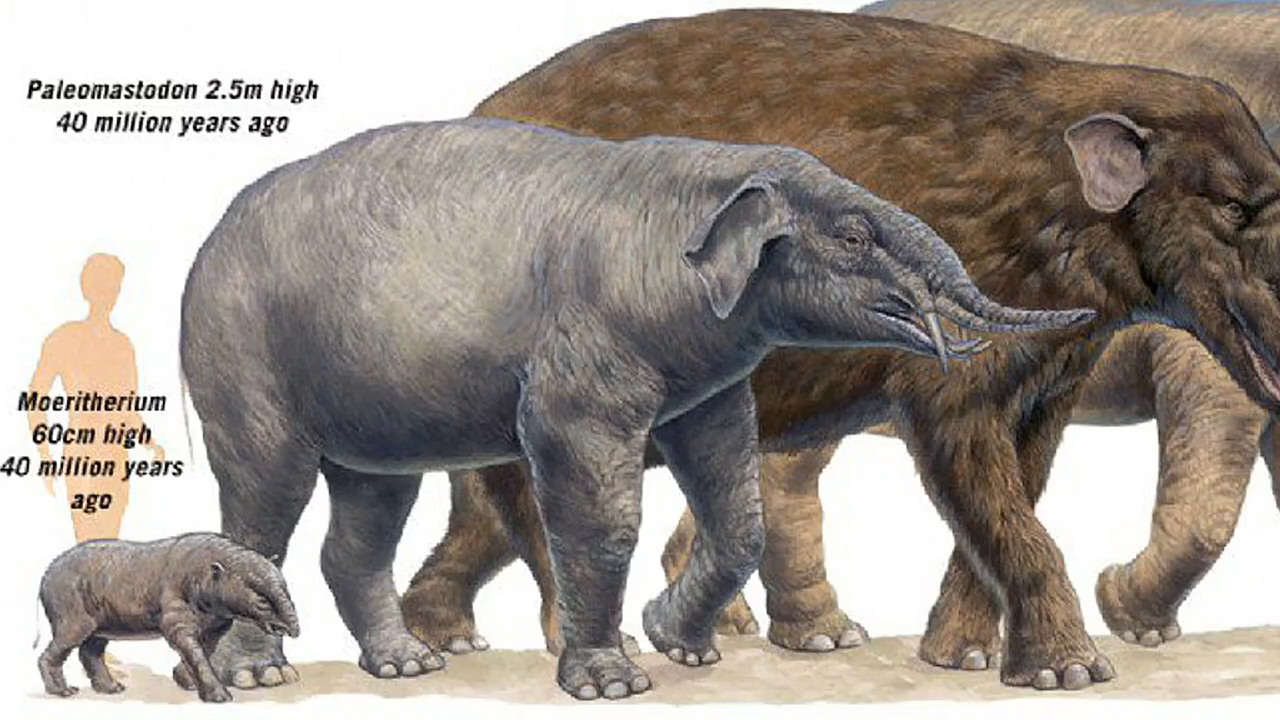 Paleomastodon 2.5m high
40 million years ago
Moeritherium
60cm high
40 million years
ago